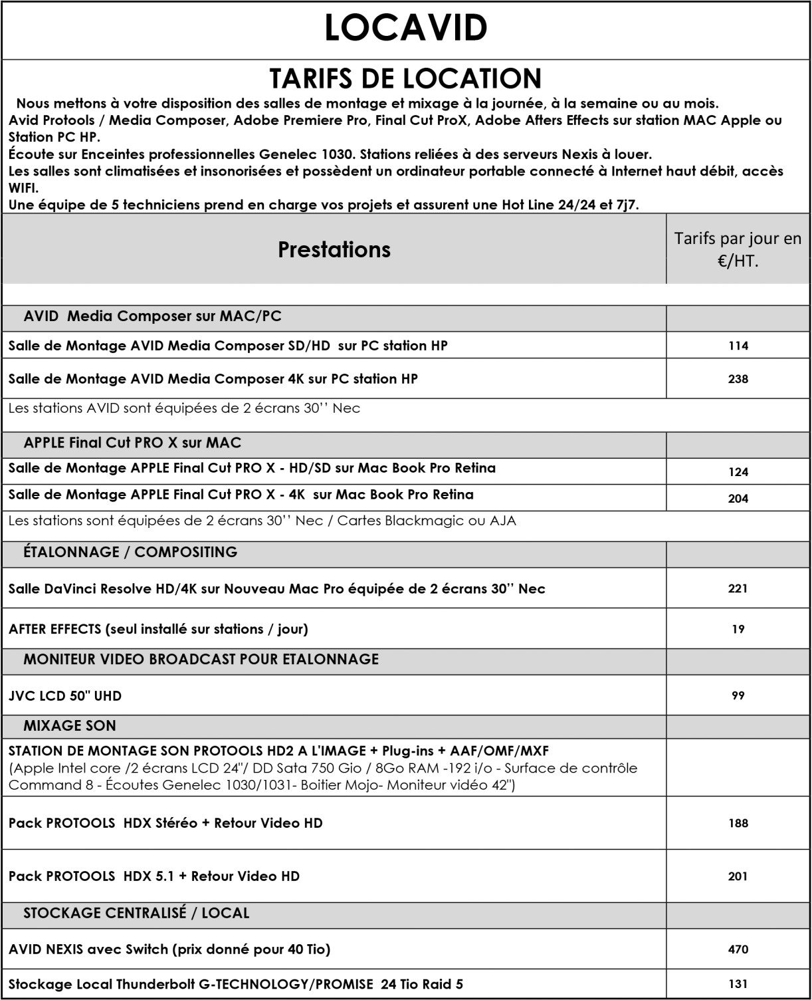 LOCAVID
TARIFS DE LOCATION
Nous mettons à votre disposition des salles de montage et mixage à la journée, à la semaine ou au mois.
Avid Protools / Media Composer, Adobe Premiere Pro, Final Cut ProX, Adobe Afters Effects sur station MAC Apple ou
Station PC HP.
Écoute sur Enceintes professionnelles Genelec 1030. Stations reliées à des serveurs Nexis à louer.
Les salles sont climatisées et insonorisées et possèdent un ordinateur portable connecté à Internet haut débit, accès
WIFI.
Une équipe de 5 techniciens prend en charge vos projets et assurent une Hot Line 24/24 et 7j7.
Prestations
Tarifs par jour en
€/HT.
AVID  Media Composer sur MAC/PC
Salle de Montage AVID Media Composer SD/HD  sur PC station HP 114
Salle de Montage AVID Media Composer 4K sur PC station HP 238
Les stations AVID sont équipées de 2 écrans 30’’ Nec
APPLE Final Cut PRO X sur MAC
Salle de Montage APPLE Final Cut PRO X - HD/SD sur Mac Book Pro Retina 124
Salle de Montage APPLE Final Cut PRO X - 4K  sur Mac Book Pro Retina 204
Les stations sont équipées de 2 écrans 30’’ Nec / Cartes Blackmagic ou AJA
ÉTALONNAGE / COMPOSITING
Salle DaVinci Resolve HD/4K sur Nouveau Mac Pro équipée de 2 écrans 30’’ Nec 221
AFTER EFFECTS (seul installé sur stations / jour) 19
MONITEUR VIDEO BROADCAST POUR ETALONNAGE
JVC LCD 50" UHD 99
MIXAGE SON
STATION DE MONTAGE SON PROTOOLS HD2 A L'IMAGE + Plug-ins + AAF/OMF/MXF
(Apple Intel core /2 écrans LCD 24"/ DD Sata 750 Gio / 8Go RAM -192 i/o - Surface de contrôle
Command 8 - Écoutes Genelec 1030/1031- Boitier Mojo- Moniteur vidéo 42")
Pack PROTOOLS  HDX Stéréo + Retour Video HD 188
Pack PROTOOLS  HDX 5.1 + Retour Video HD 201
STOCKAGE CENTRALISÉ / LOCAL
AVID NEXIS avec Switch (prix donné pour 40 Tio) 470
Stockage Local Thunderbolt G-TECHNOLOGY/PROMISE  24 Tio Raid 5 131